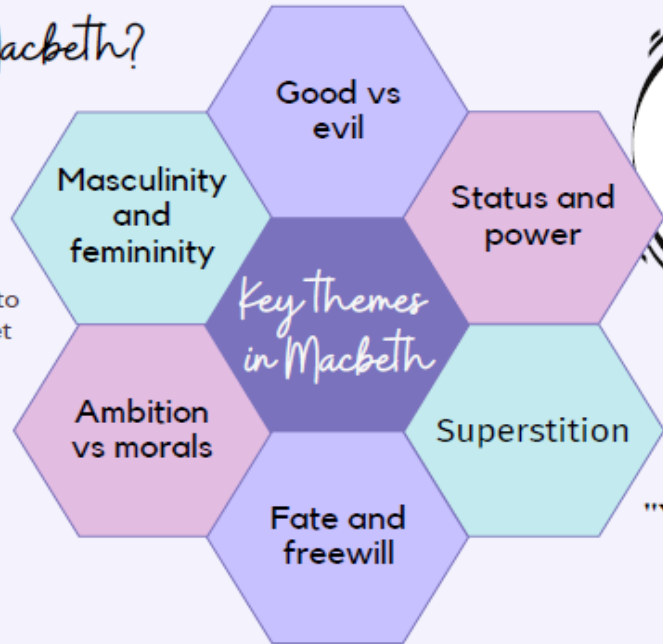 Macbeth?
Good vs
evil
Masculinity
and
femininity
Status and
power
Key themes
in Macbeth
to
Ambition
vs morals
Superstition
Fate and
freewill